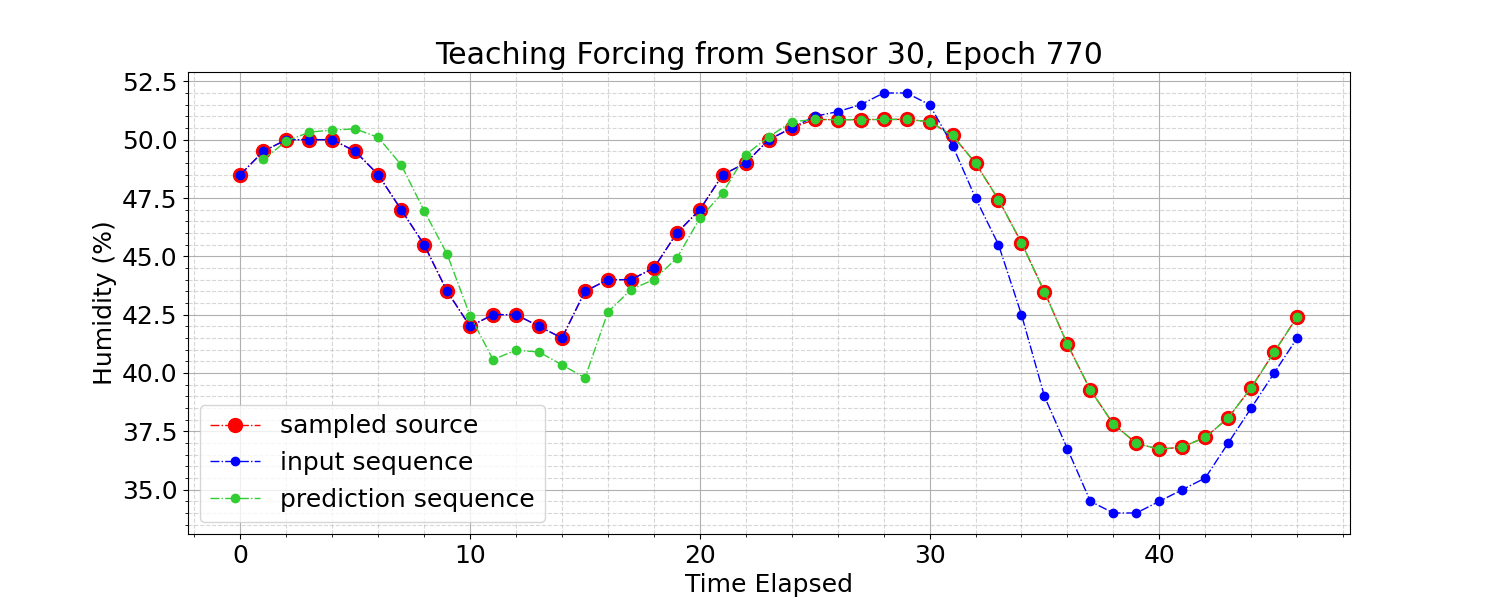 Teaching Forcing from Sensor 30, Epoch 770
52.5
50.0
47.5
45.0
42.5
40.0
37.5
35.0
Humidity (%)
sampled source
input sequence
prediction sequence
0 10 20 30 40
Time Elapsed